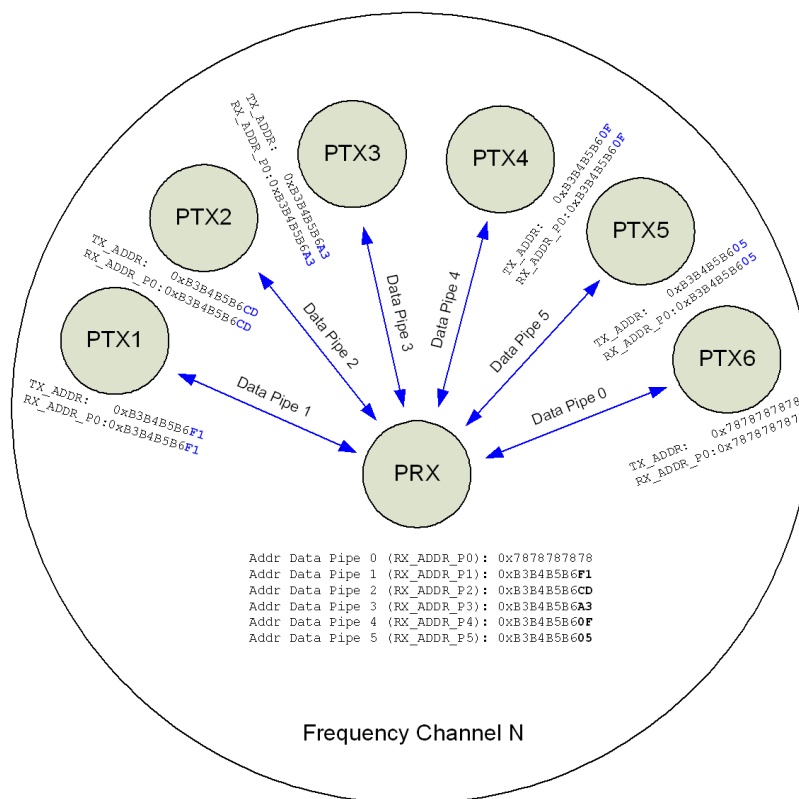 PTX3
PTX4
PTX2
PTX5
PTX1
PTX6
TX_ADDR: 0xB3B4B5B6A3
RX_ADDR_P0:0xB3B4B5B6A3
TX_ADDR: 0xB3B4B5B60F
RX_ADDR_P0:0xB3B4B5B60F
TX_ADDR: 0xB3B4B5B6CD
RX_ADDR_P0:0xB3B4B5B6CD
TX_ADDR: 0xB3B4B5B605
RX_ADDR_P0:0xB3B4B5B605
TX_ADDR: 0xB3B4B5B6F1
RX_ADDR_P0:0xB3B4B5B6F1
TX_ADDR: 0x7878787878
RX_ADDR_P0:0x787878787
Data Pipe 1
Data Pipe 2
Data Pipe 3
Data Pipe 4
Data Pipe 5
Data Pipe 0
PRX
Addr Data Pipe 0 (RX_ADDR_P0): 0x7878787878
Addr Data Pipe 1 (RX_ADDR_P1): 0xB3B4B5B6F1
Addr Data Pipe 2 (RX_ADDR_P2): 0xB3B4B5B6CD
Addr Data Pipe 3 (RX_ADDR_P3): 0xB3B4B5B6A3
Addr Data Pipe 4 (RX_ADDR_P4): 0xB3B4B5B60F
Addr Data Pipe 5 (RX_ADDR_P5): 0xB3B4B5B605
Frequency Channel N